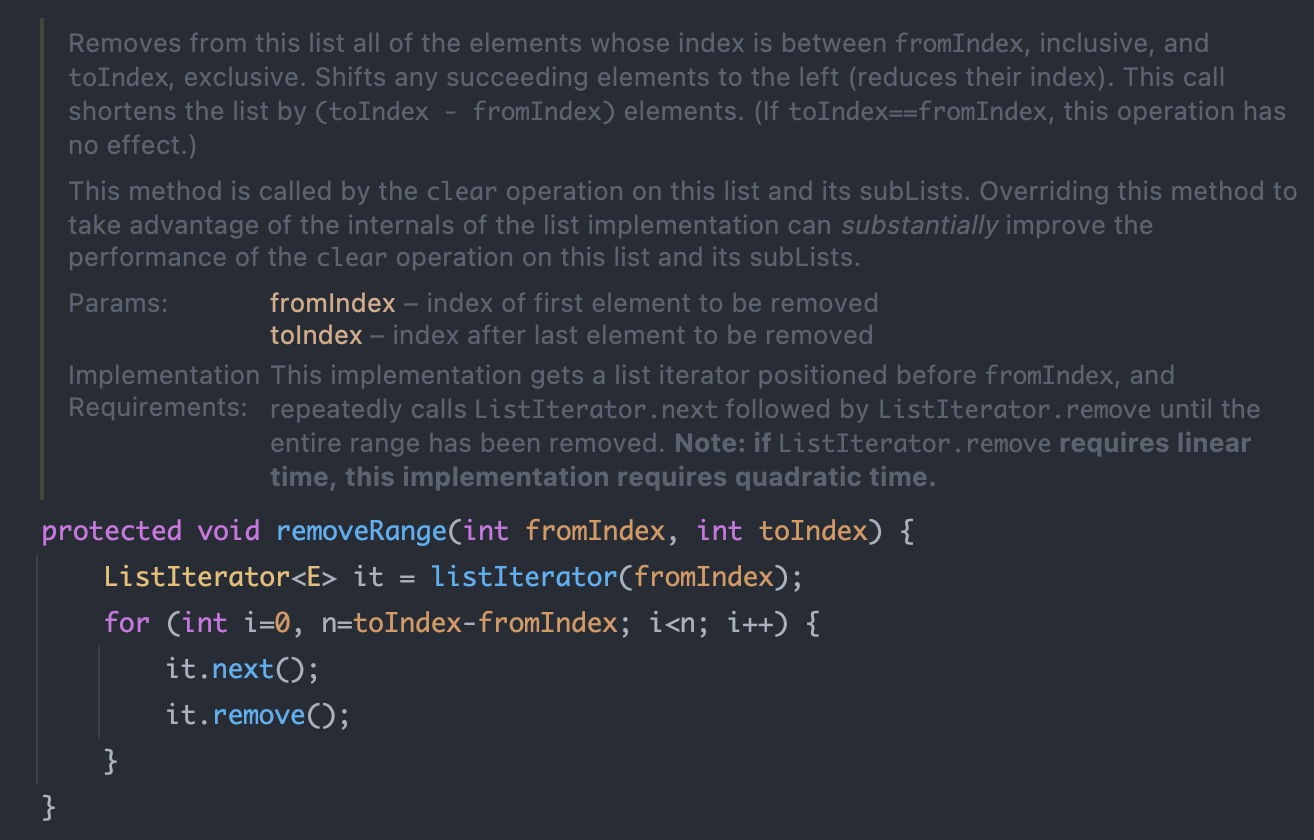 Removes from this list all of the elements whose index is between fromIndex, inclusive, and
toIndex, exclusive. Shifts any succeeding elements to the left (reduces their index). This call
shortens the list by (toIndex - fromIndex) elements. (If toIndex==fromIndex, this operation has
no effect.)
This method is called by the clear operation on this list and its subLists. Overriding this method to
take advantage of the internals of the list implementation can substantially improve the
performance of the clear operation on this list and its subLists.
Params: fromIndex – index of first element to be removed
toIndex – index after last element to be removed
Implementation This implementation gets a list iterator positioned before fromIndex, and
Requirements: repeatedly calls ListIterator.next followed by ListIterator.remove until the
entire range has been removed. Note: if ListIterator.remove requires linear
time, this implementation requires quadratic time.
protected void removeRange(int fromIndex, int toIndex) {
    ListIterator<E> it = listIterator(fromIndex);
    for (int i=0, n=toIndex-fromIndex; i<n; i++) {
        it.next();
        it.remove();
    }
}